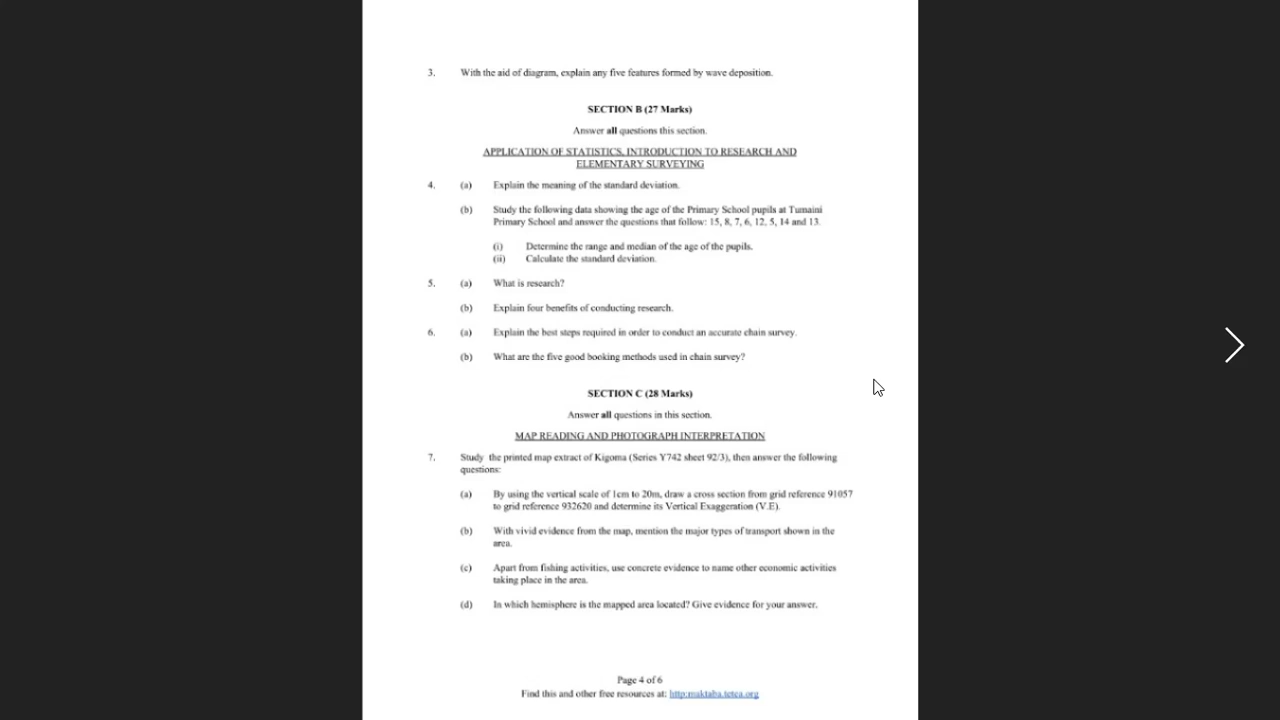 3. With the aid of diagram, explain any five features formed by wave deposition.
SECTION B (27 Marks)
Answer all questions this section.
APPLICATION OF STATISTICS, INTRODUCTION TO RESEARCH AND
ELEMENTARY SURVEYING
4. (a) Explain the meaning of the standard deviation.
(b) Study the following data showing the age of the Primary School pupils at Tumaini
Primary School and answer the questions that follow: 15, 8, 7, 6, 12, 5, 14 and 13.
(i) Determine the range and median of the age of the pupils.
(ii) Calculate the standard deviation.
5. (a) What is research?
(b) Explain four benefits of conducting research.
6. (a) Explain the best steps required in order to conduct an accurate chain survey.
(b) What are the five good booking methods used in chain survey?
SECTION C (28 Marks)
Answer all questions in this section.
MAP READING AND PHOTOGRAPH INTERPRETATION
7. Study the printed map extract of Kigoma (Series Y742 sheet 92/3), then answer the following
questions:
(a) By using the vertical scale of 1cm to 20m, draw a cross section from grid reference 91057
to grid reference 932620 and determine its Vertical Exaggeration (V.E).
(b) With vivid evidence from the map, mention the major types of transport shown in the
area.
(c) Apart from fishing activities, use concrete evidence to name other economic activities
taking place in the area.
(d) In which hemisphere is the mapped area located? Give evidence for your answer.
Page 4 of 6
Find this and other free resources at: http:maktaba.tetea.org